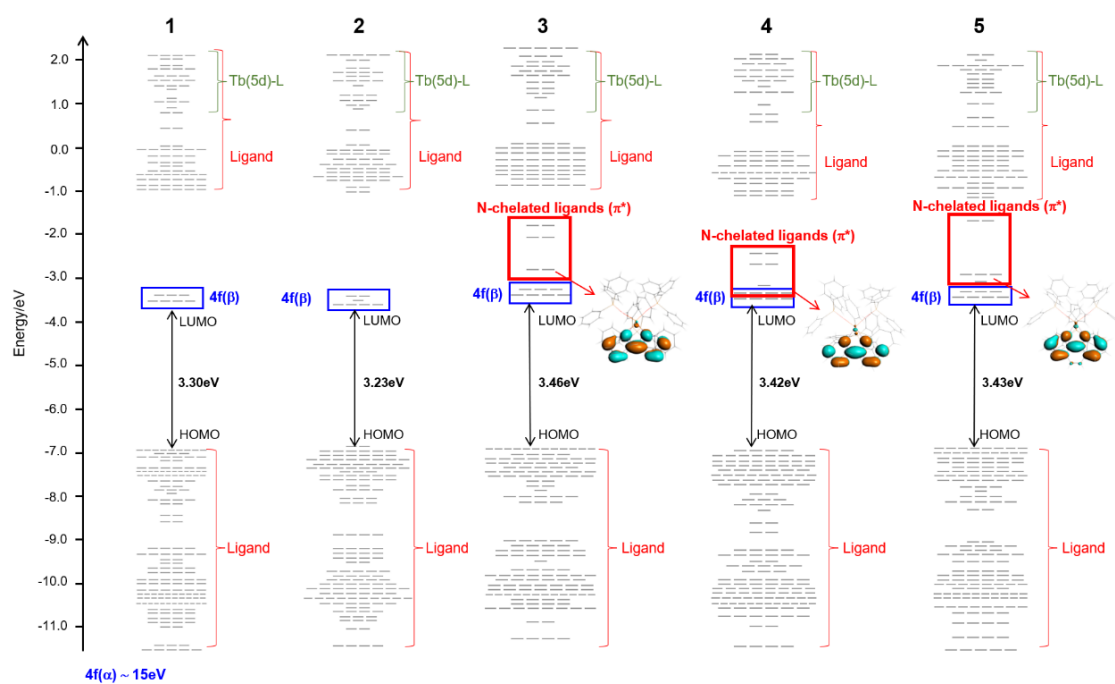 1 2 3 4 5
2.0
1.0
0.0
-1.0
-2.0
-3.0
-4.0
-5.0
-6.0
-7.0
-8.0
-9.0
-10.0
-11.0
Energy/eV
Tb(5d)-L
Ligand
4f(β)
LUMO
3.30eV
HOMO
Ligand
Tb(5d)-L
Ligand
4f(β)
LUMO
3.23eV
HOMO
Tb(5d)-L
Ligand
N-chelated ligands (π*)
4f(β)
LUMO
3.46eV
HOMO
Ligand
Tb(5d)-L
Ligand
N-chelated ligands (π*)
4f(β)
LUMO
3.42eV
HOMO
Ligand
Tb(5d)-L
Ligand
N-chelated ligands (π*)
4f(β)
LUMO
3.43eV
HOMO
Ligand
4f(α) ~ 15eV